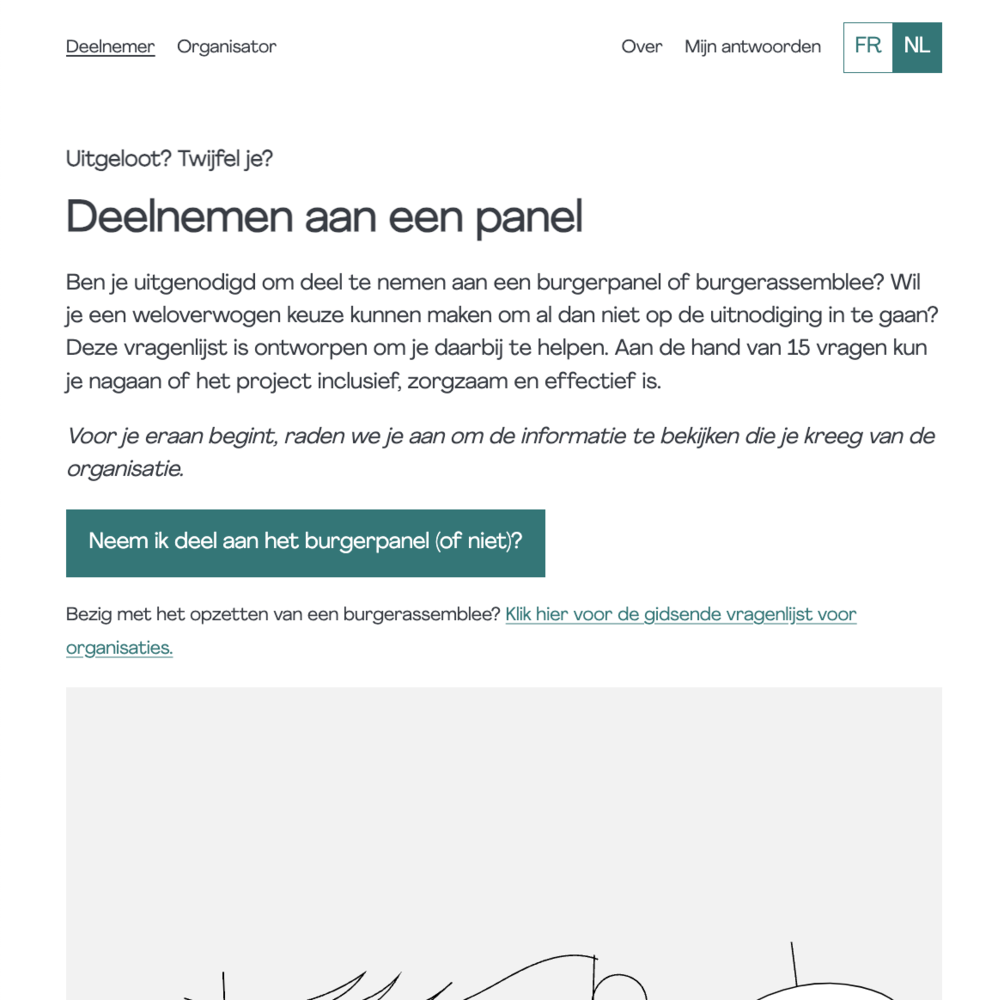 Deelnemer Organisator Over Mijn antwoorden FR NL
Uitgeloot? Twijfel je?
Deelnemen aan een panel
Ben je uitgenodigd om deel te nemen aan een burgerpanel of burgerassemblee? Wil
je een weloverwogen keuze kunnen maken om al dan niet op de uitnodiging in te gaan?
Deze vragenlijst is ontworpen om je daarbij te helpen. Aan de hand van 15 vragen kun
je nagaan of het project inclusief, zorgzaam en effectief is.
Voor je eraan begint, raden we je aan om de informatie te bekijken die je kreeg van de
organisatie.
Neem ik deel aan het burgerpanel (of niet)?
Bezig met het opzetten van een burgerassemblee? Klik hier voor de gidsende vragenlijst voor
organisaties.